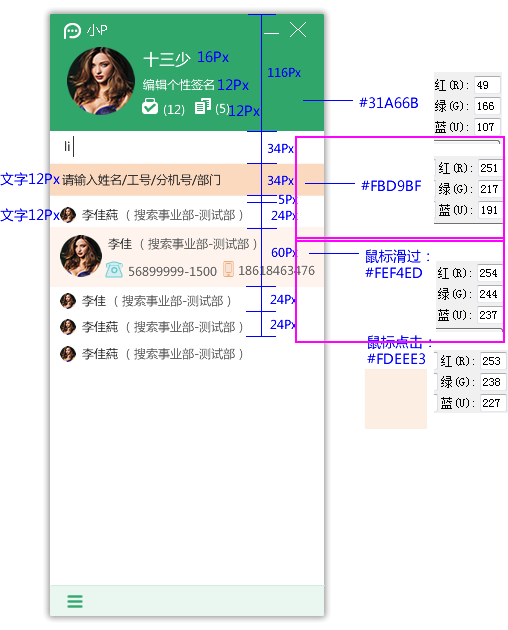 小P
十三少 16Px
116Px
编辑个性签名 12Px
(12) (5) 12Px
#31A66B
红(R): 49
绿(G): 166
蓝(U): 107
li
34Px
文字12Px 请输入姓名/工号/分机号/部门 34Px
#FBD9BF
红(R): 251
绿(G): 217
蓝(U): 191
5Px
文字12Px 李佳莼 ( 搜索事业部-测试部 ) 24Px
李佳 ( 搜索事业部-测试部 )
60Px
56899999-1500 18618463476
鼠标滑过：
#FEF4ED
红(R): 254
绿(G): 244
蓝(U): 237
李佳 ( 搜索事业部-测试部 ) 24Px
李佳莼 ( 搜索事业部-测试部 ) 24Px
李佳莼 ( 搜索事业部-测试部 )
鼠标点击：
#FDEEE3
红(R): 253
绿(G): 238
蓝(U): 227